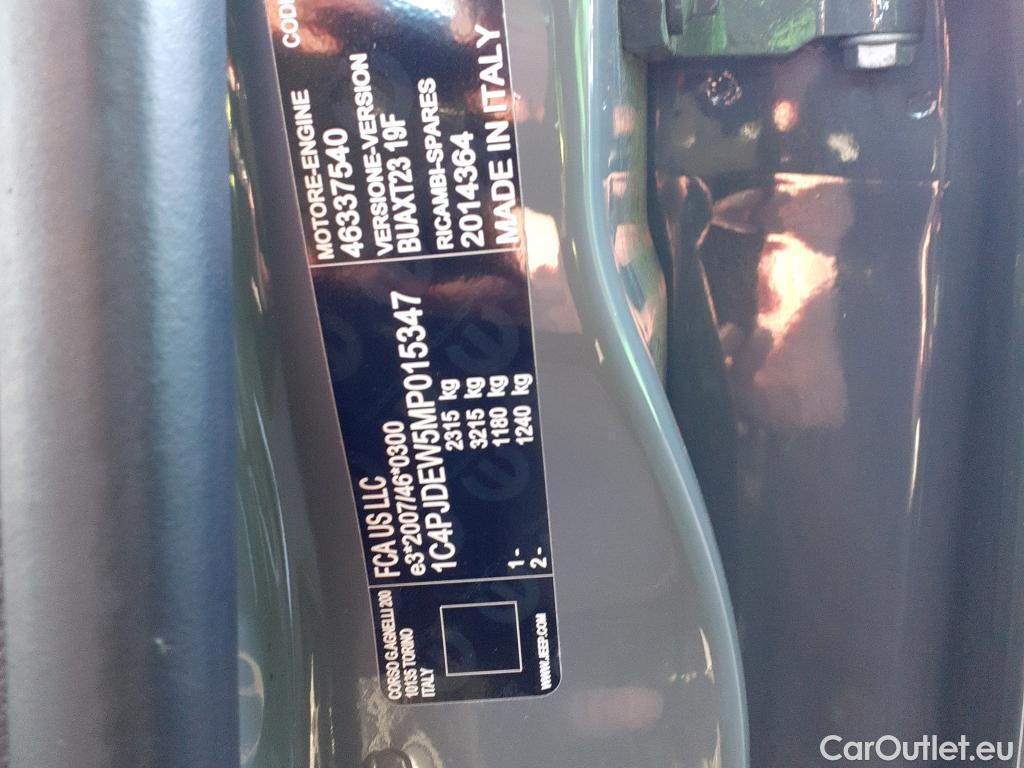 CORSO G.AGNELLI 200
10135 TORINO
ITALY
WWW.JEEP.COM
FCA US LLC
e3*2007/46*0300
1C4PJDEW5MP015347
2315 kg
3215 kg
1- 1180 kg
2- 1240 kg
MOTORE-ENGINE
46337540
VERSIONE-VERSION
BUAXT23 19F
RICAMBI-SPARES
2014364
MADE IN ITALY
CarOutlet.eu